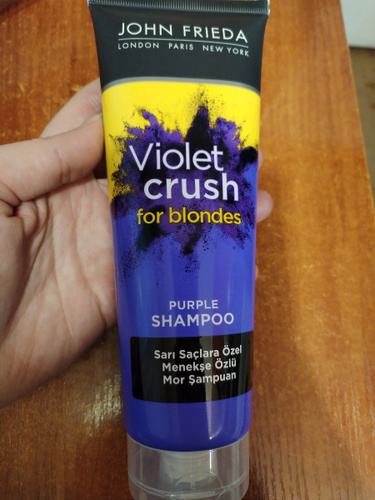 JOHN FRIEDA
LONDON PARIS NEW YORK
Violet
crush
for blondes
PURPLE
SHAMPOO
Sarı Saçlara Özel
Menekşe Özlü
Mor Şampuan